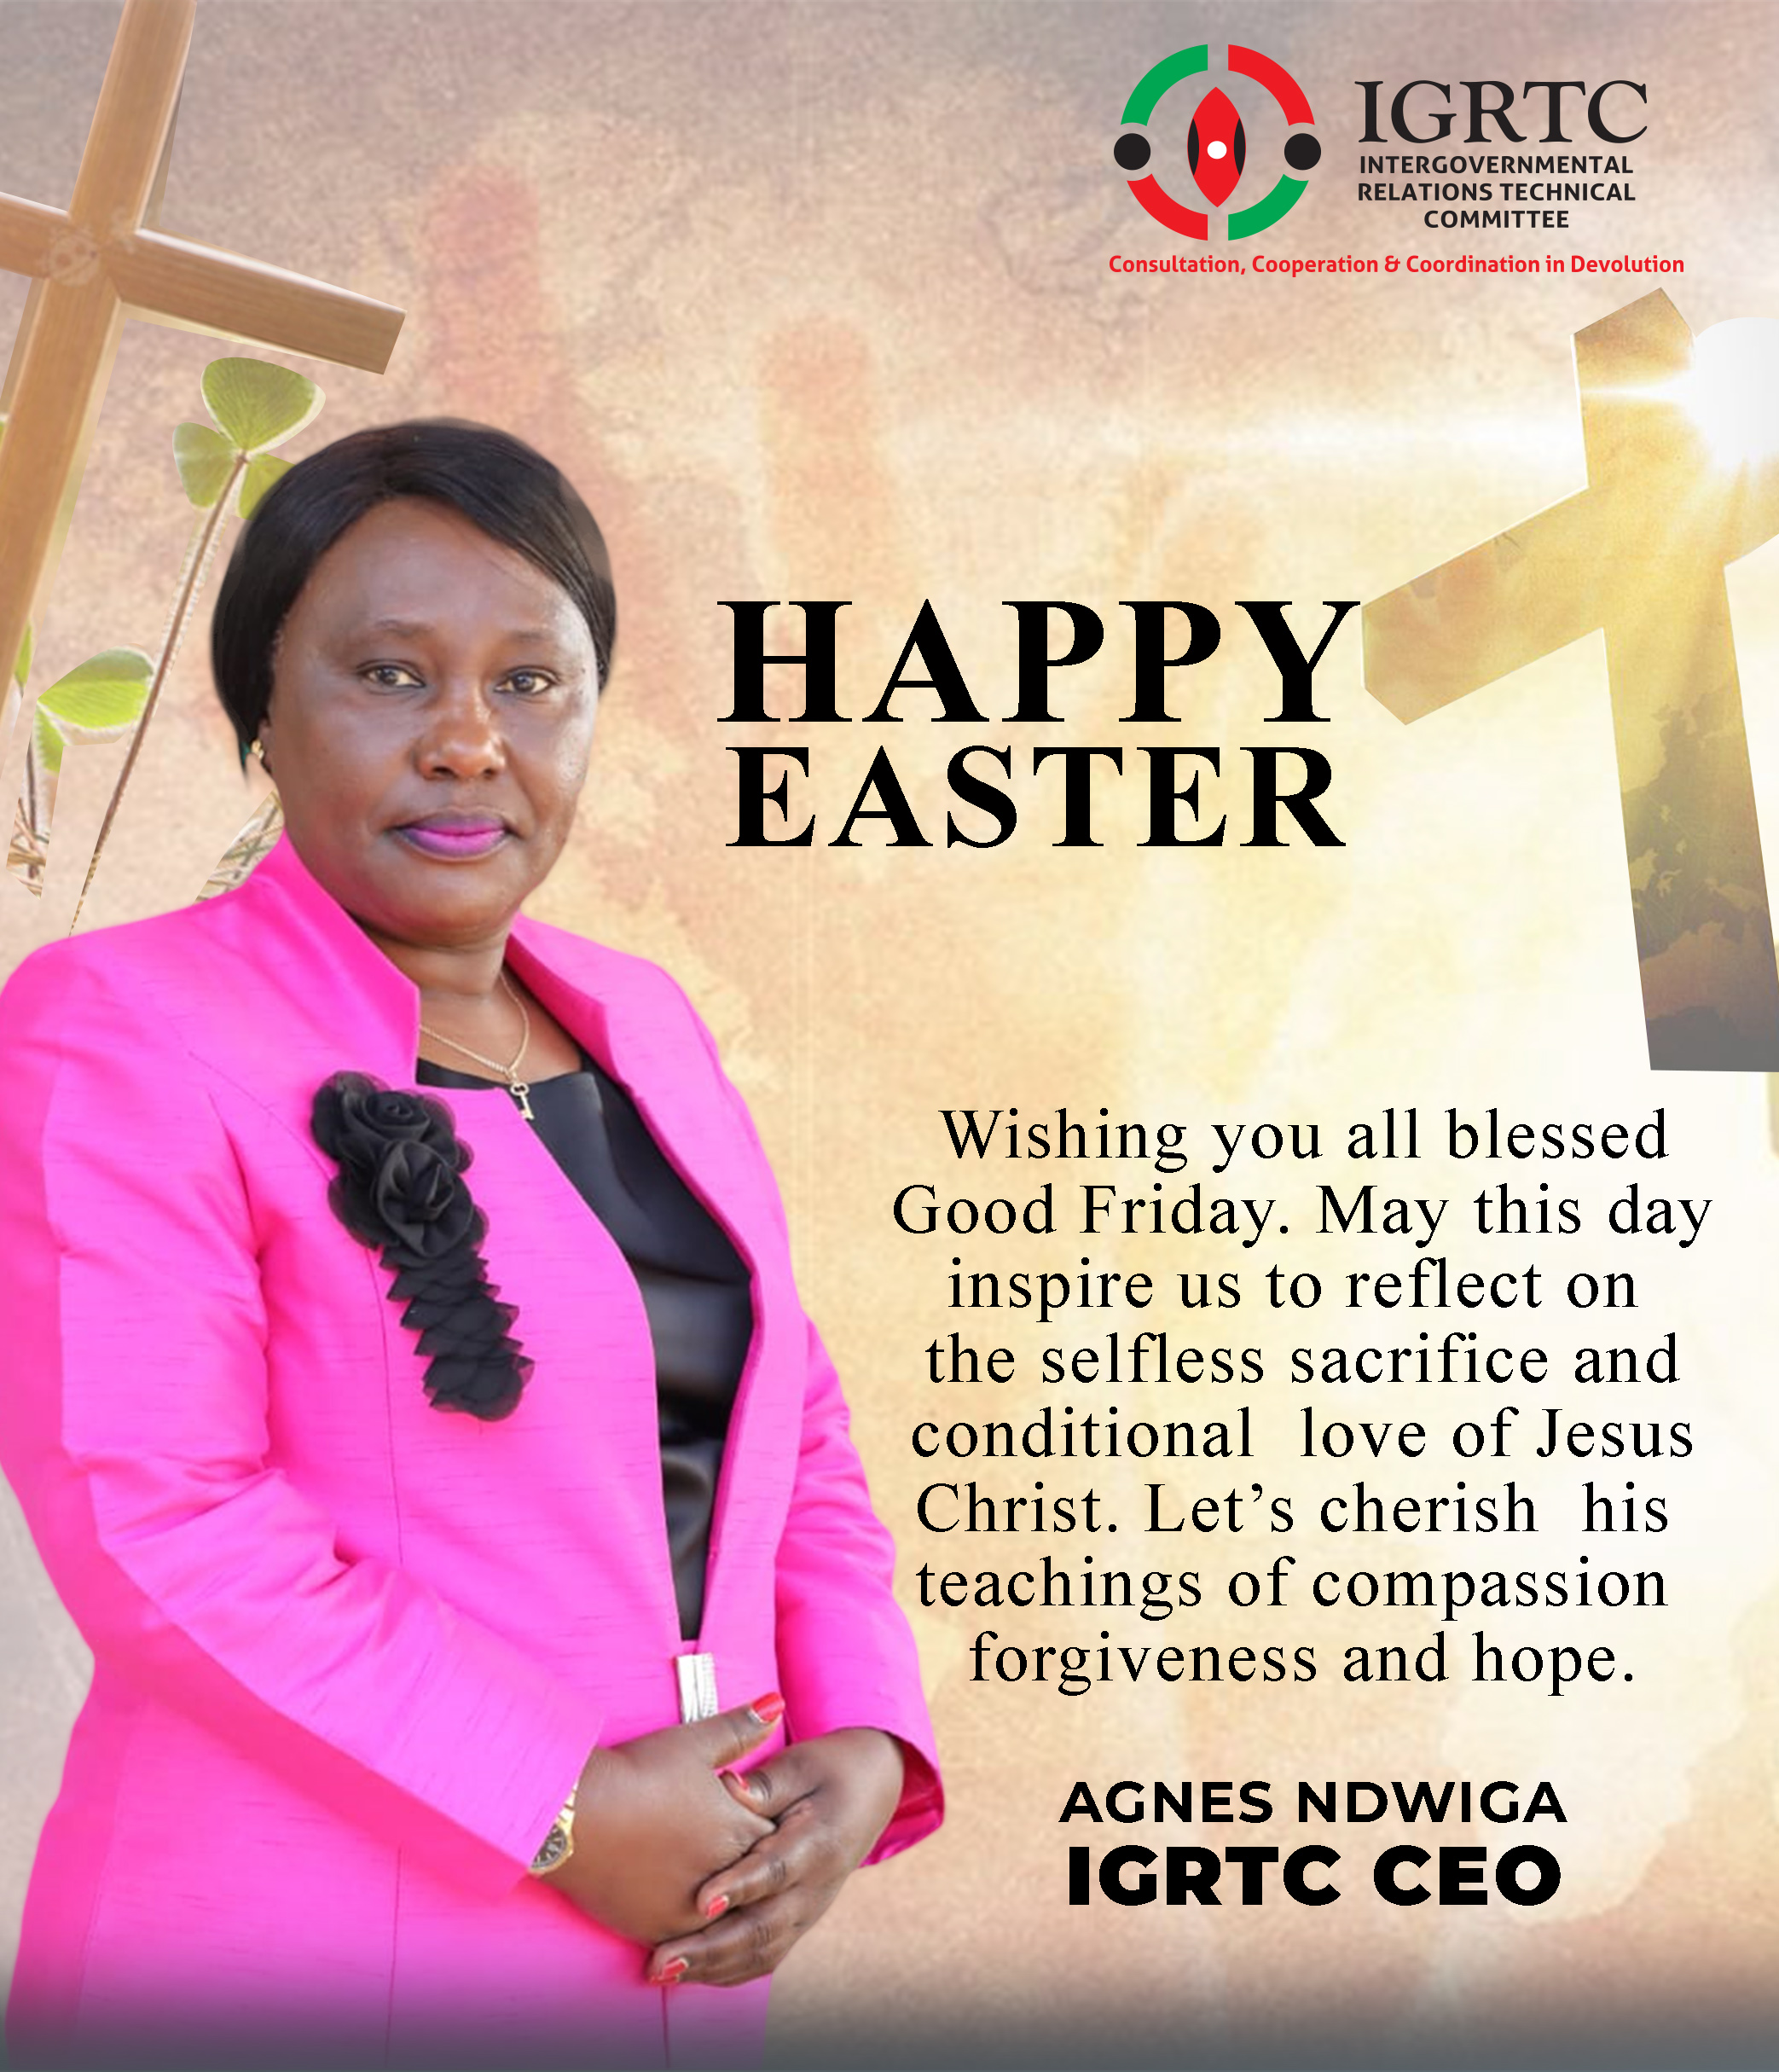 IGRTC
INTERGOVERNMENTAL
RELATIONS TECHNICAL
COMMITTEE
Consultation, Cooperation & Coordination in Devolution
HAPPY
EASTER
Wishing you all blessed
Good Friday. May this day
inspire us to reflect on
the selfless sacrifice and
conditional love of Jesus
Christ. Let’s cherish his
teachings of compassion
forgiveness and hope.
AGNES NDWIGA
IGRTC CEO